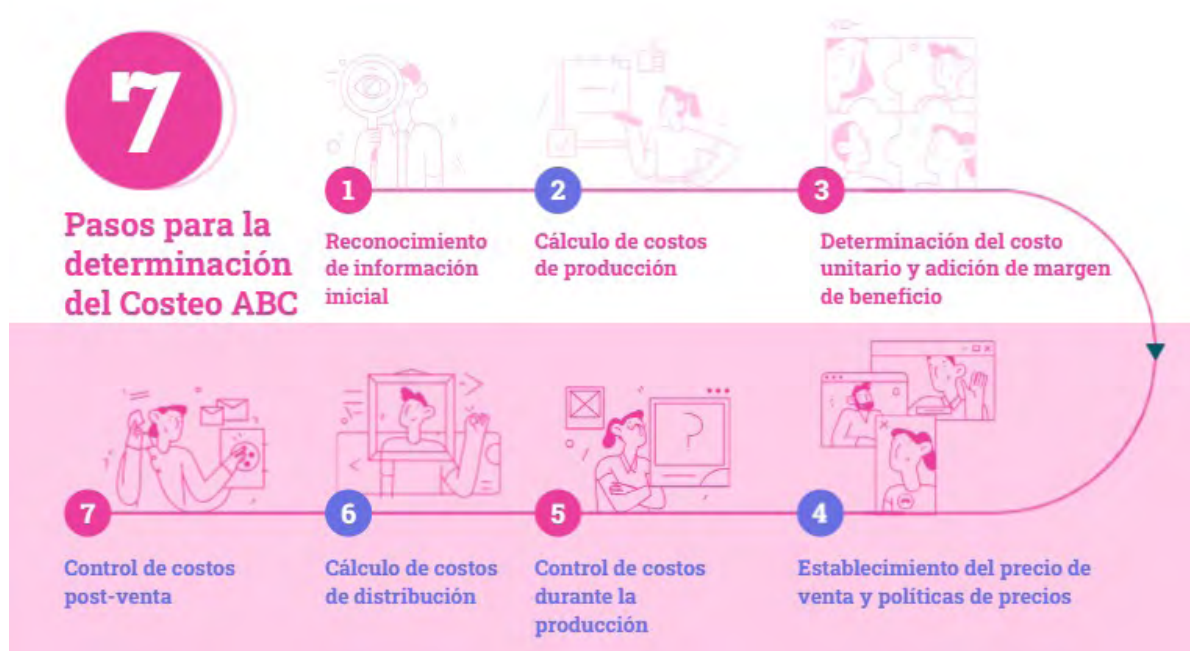 7
Pasos para la
determinación
del Costeo ABC
1
Reconocimiento
de información
inicial
2
Cálculo de costos
de producción
3
Determinación del costo
unitario y adición de margen
de beneficio
4
Establecimiento del precio de
venta y políticas de precios
5
Control de costos
durante la
producción
6
Cálculo de costos
de distribución
7
Control de costos
post-venta